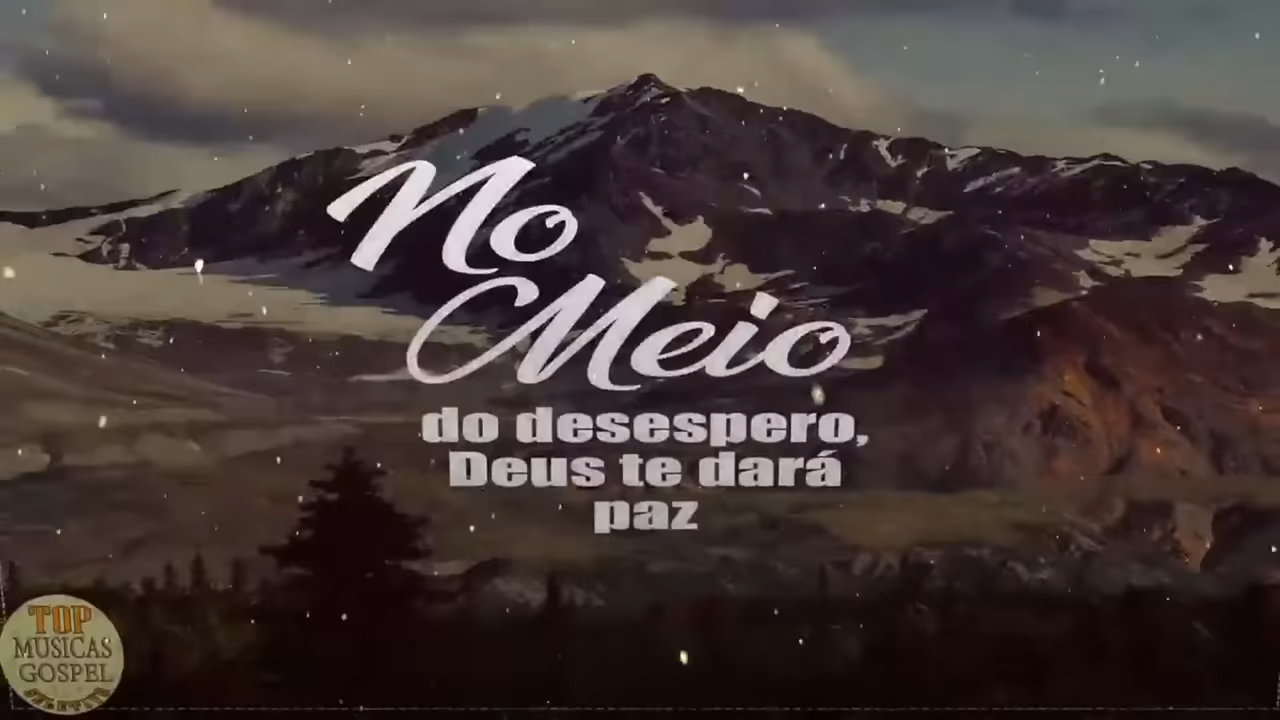 No
Meio
do desespero,
Deus te dará
paz
TOP
MUSICAS
GOSPEL